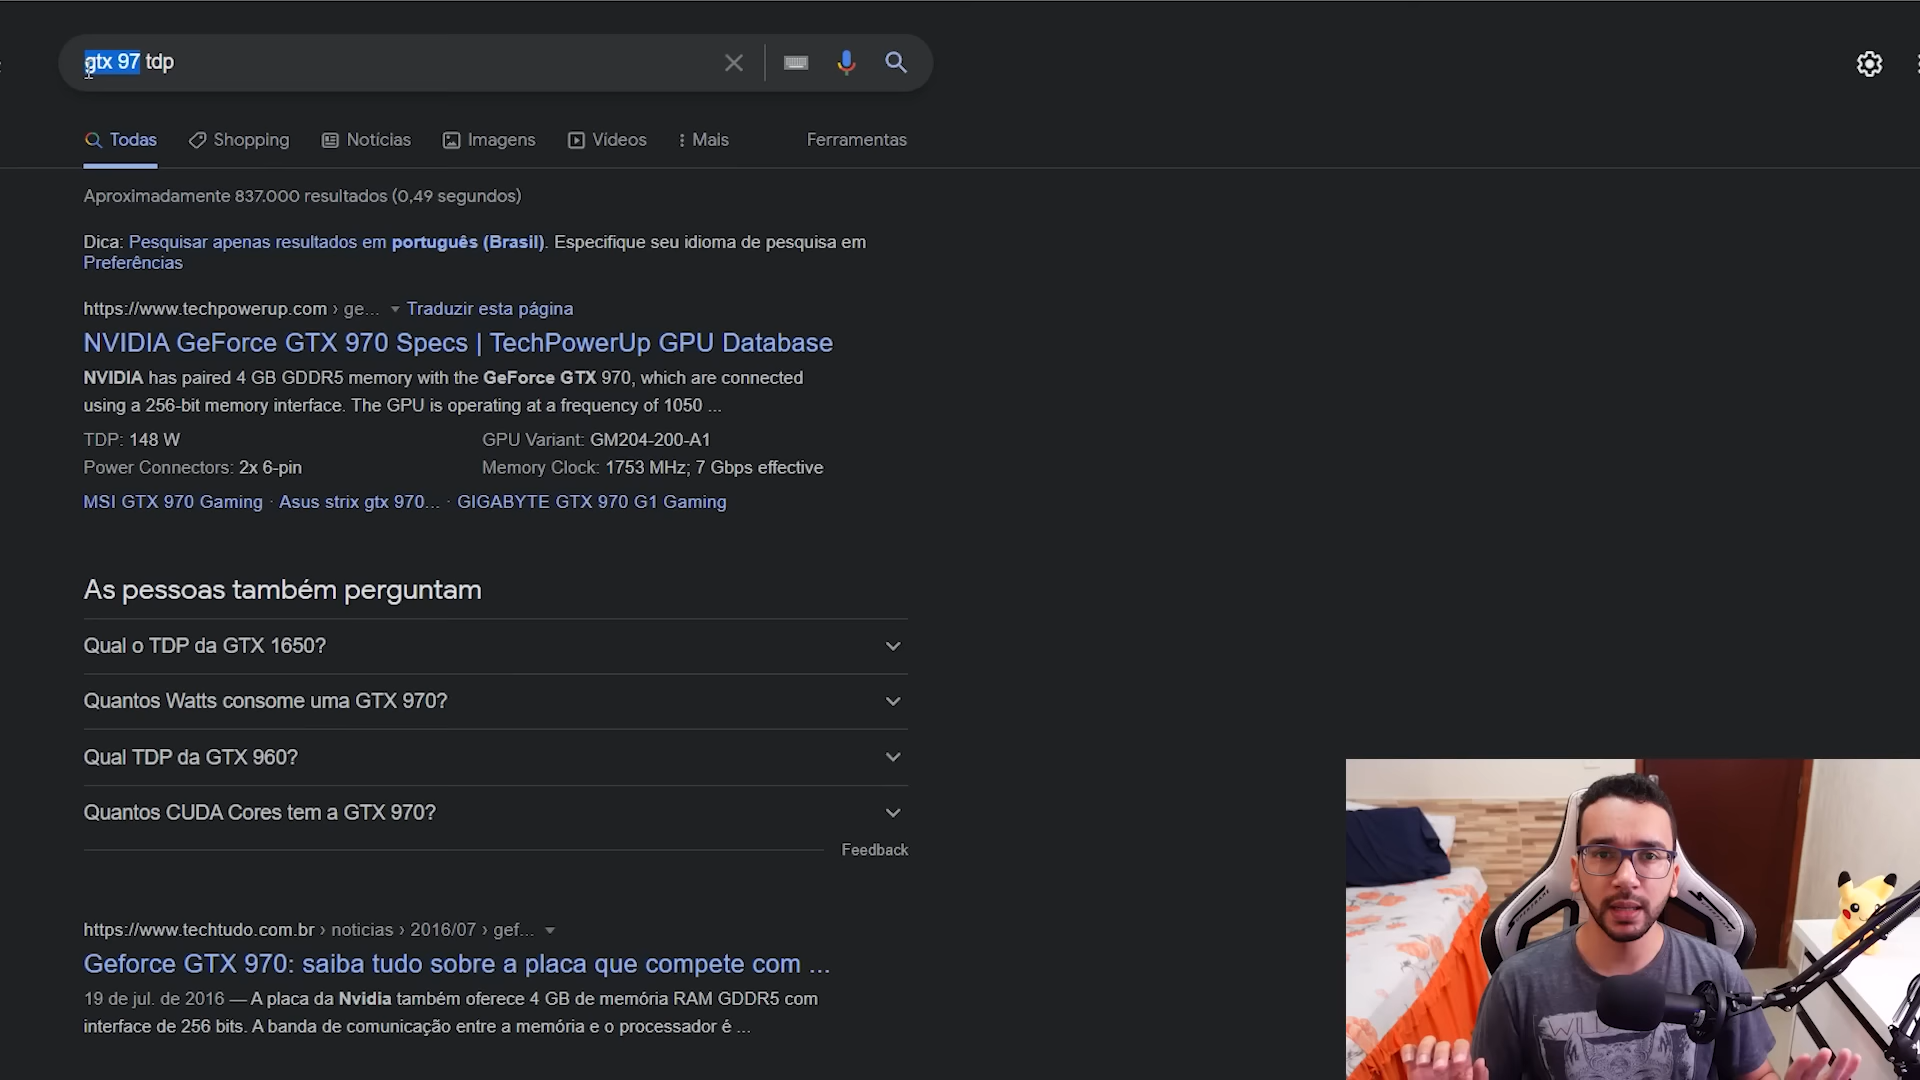 gtx 97 tdp
Todas Shopping Notícias Imagens Vídeos Mais Ferramentas
Aproximadamente 837.000 resultados (0,49 segundos)
Dica: Pesquisar apenas resultados em português (Brasil). Especifique seu idioma de pesquisa em
Preferências
https://www.techpowerup.com › ge... Traduzir esta página
NVIDIA GeForce GTX 970 Specs | TechPowerUp GPU Database
NVIDIA has paired 4 GB GDDR5 memory with the GeForce GTX 970, which are connected
using a 256-bit memory interface. The GPU is operating at a frequency of 1050 ...
TDP: 148 W GPU Variant: GM204-200-A1
Power Connectors: 2x 6-pin Memory Clock: 1753 MHz; 7 Gbps effective
MSI GTX 970 Gaming · Asus strix gtx 970... · GIGABYTE GTX 970 G1 Gaming
As pessoas também perguntam
Qual o TDP da GTX 1650?
Quantos Watts consome uma GTX 970?
Qual TDP da GTX 960?
Quantos CUDA Cores tem a GTX 970?
Feedback
https://www.techtudo.com.br › noticias › 2016/07 › gef...
Geforce GTX 970: saiba tudo sobre a placa que compete com ...
19 de jul. de 2016 — A placa da Nvidia também oferece 4 GB de memória RAM GDDR5 com
interface de 256 bits. A banda de comunicação entre a memória e o processador é ...
WILD